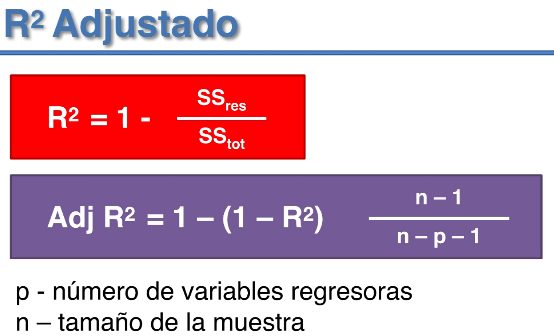 R² Adjustado
R² = 1 - SSres
SStot
Adj R² = 1 – (1 – R²) n – 1
n – p – 1
p - número de variables regresoras
n – tamaño de la muestra